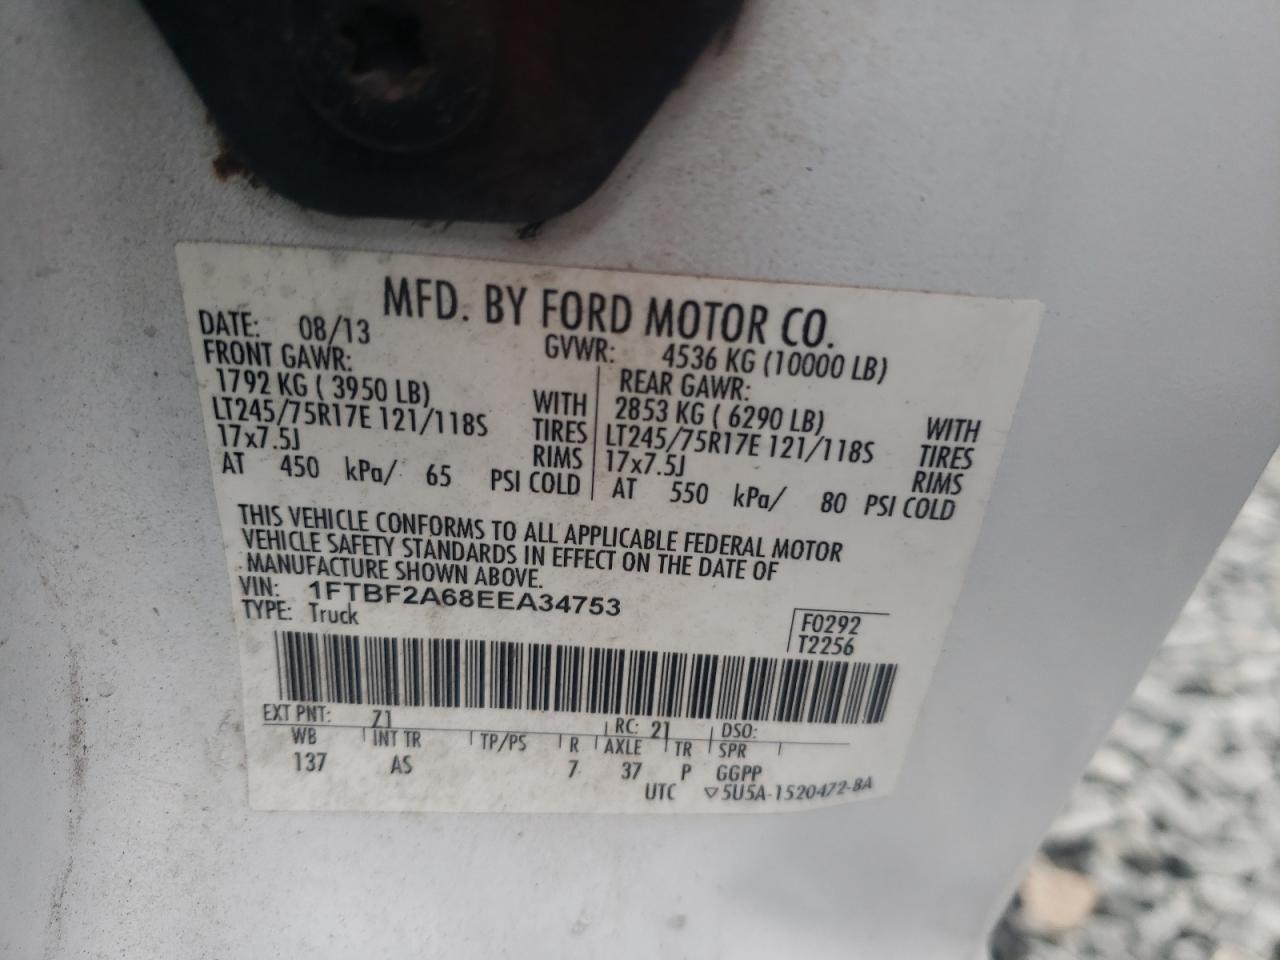 MFD. BY FORD MOTOR CO.
DATE: 08/13 GVWR: 4536 KG (10000 LB)
FRONT GAWR: REAR GAWR:
1792 KG ( 3950 LB) WITH 2853 KG ( 6290 LB) WITH
LT245/75R17E 121/118S TIRES LT245/75R17E 121/118S TIRES
17x7.5J RIMS 17x7.5J RIMS
AT 450 kPa/ 65 PSI COLD AT 550 kPa/ 80 PSI COLD
THIS VEHICLE CONFORMS TO ALL APPLICABLE FEDERAL MOTOR
VEHICLE SAFETY STANDARDS IN EFFECT ON THE DATE OF
MANUFACTURE SHOWN ABOVE.
VIN: 1FTBF2A68EEA34753
TYPE: Truck
F0292
T2256
EXT PNT: Z1 RC: 21 DSO:
WB INT TR TP/PS R AXLE TR SPR
137 AS 7 37 P GGPP
UTC ▽5U5A-1520472-BA